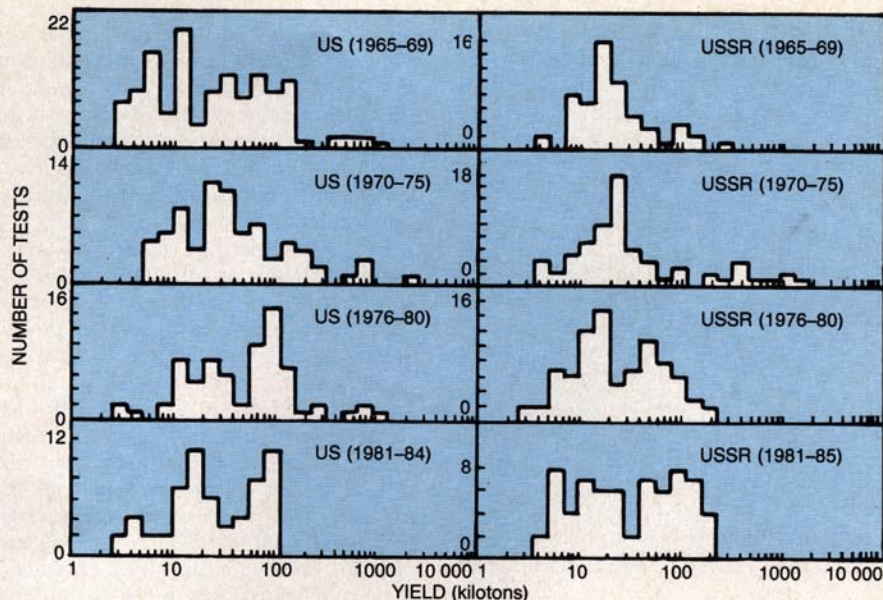 NUMBER OF TESTS
22
0
US (1965–69)
16
0
USSR (1965–69)
14
0
US (1970–75)
18
0
USSR (1970–75)
16
0
US (1976–80)
16
0
USSR (1976–80)
12
0
US (1981–84)
8
0
USSR (1981–85)
1 10 100 1000 10 000 1 10 100 1000 10 000
YIELD (kilotons)